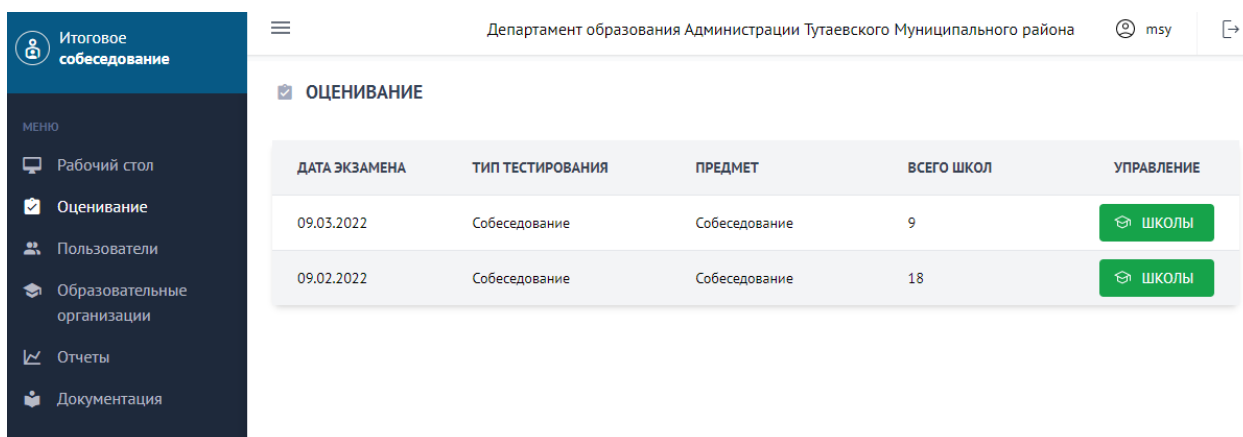 Итоговое
собеседование
Департамент образования Администрации Тутаевского Муниципального района
msy
МЕНЮ
Рабочий стол
Оценивание
Пользователи
Образовательные
организации
Отчеты
Документация
ОЦЕНИВАНИЕ
ДАТА ЭКЗАМЕНА ТИП ТЕСТИРОВАНИЯ ПРЕДМЕТ ВСЕГО ШКОЛ УПРАВЛЕНИЕ
09.03.2022 Собеседование Собеседование 9 ШКОЛЫ
09.02.2022 Собеседование Собеседование 18 ШКОЛЫ